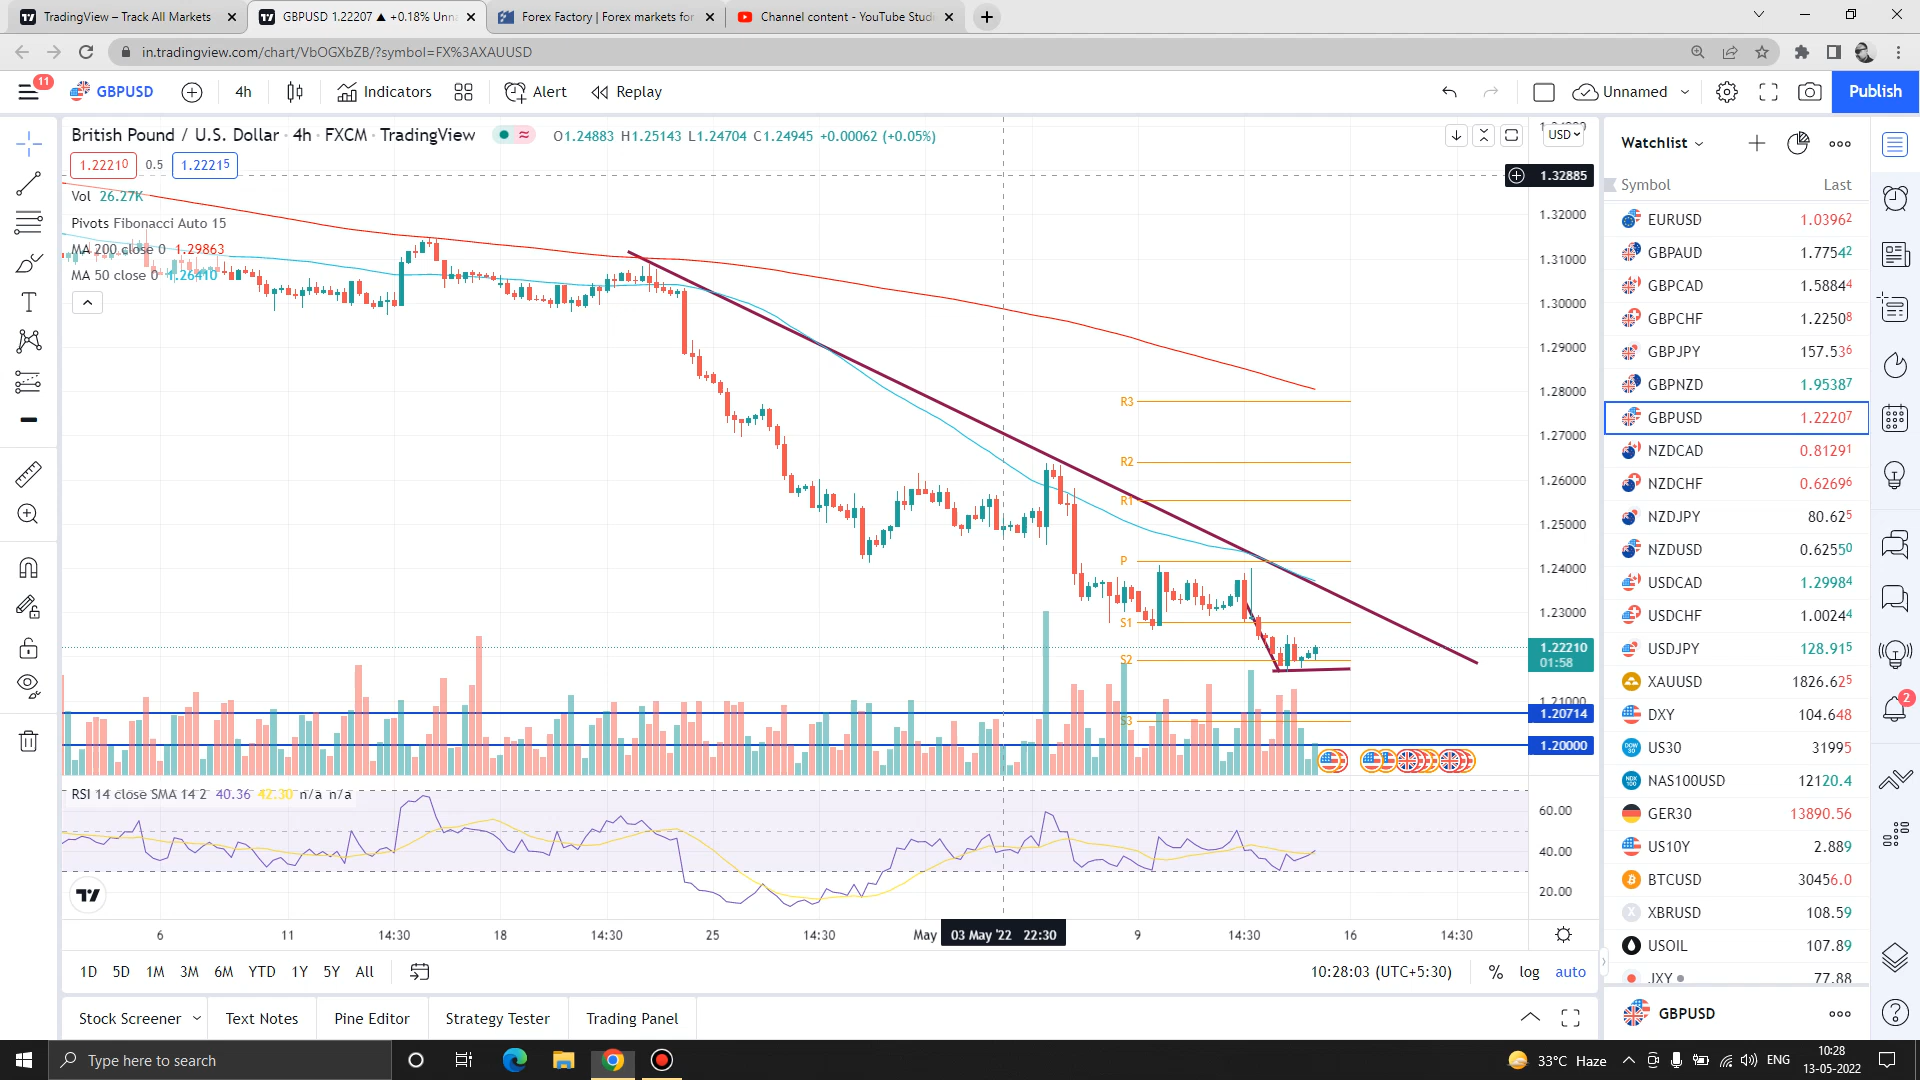 TradingView – Track All Markets
GBPUSD 1.22207 ▲ +0.18% Unna
Forex Factory | Forex markets for
Channel content - YouTube Stud
in.tradingview.com/chart/VbOGXbZB/?symbol=FX%3AXAUUSD
11
GBPUSD
4h
Indicators
Alert
Replay
Unnamed
Publish
British Pound / U.S. Dollar · 4h · FXCM · TradingView
O1.24883 H1.25143 L1.24704 C1.24945 +0.00062 (+0.05%)
USD
1.22210
0.5
1.22215
Vol 26.27K
Pivots Fibonacci Auto 15
MA 200 close 0 1.29863
MA 50 close 0 1.26410
1.32885
1.32000
1.31000
1.30000
1.29000
1.28000
1.27000
1.26000
1.25000
1.24000
1.23000
1.22210
01:58
1.21000
1.20714
1.20000
R3
R2
R1
P
S1
S2
S3
RSI 14 close SMA 14 2 40.36 42.30 n/a n/a
60.00
40.00
20.00
6
11
14:30
18
14:30
25
14:30
May
03 May '22 22:30
9
14:30
16
14:30
1D
5D
1M
3M
6M
YTD
1Y
5Y
All
10:28:03 (UTC+5:30)
%
log
auto
Stock Screener
Text Notes
Pine Editor
Strategy Tester
Trading Panel
Watchlist
Symbol
Last
EURUSD 1.03962
GBPAUD 1.77542
GBPCAD 1.58844
GBPCHF 1.22508
GBPJPY 157.536
GBPNZD 1.95387
GBPUSD 1.22207
NZDCAD 0.81291
NZDCHF 0.62696
NZDJPY 80.625
NZDUSD 0.62550
USDCAD 1.29984
USDCHF 1.00244
USDJPY 128.915
XAUUSD 1826.625
DXY 104.648
US30 31995
NAS100USD 12120.4
GER30 13890.56
US10Y 2.889
BTCUSD 30456.0
XBRUSD 108.59
USOIL 107.89
JXY 77.88
GBPUSD
2
Type here to search
33°C Haze
ENG
10:28
13-05-2022